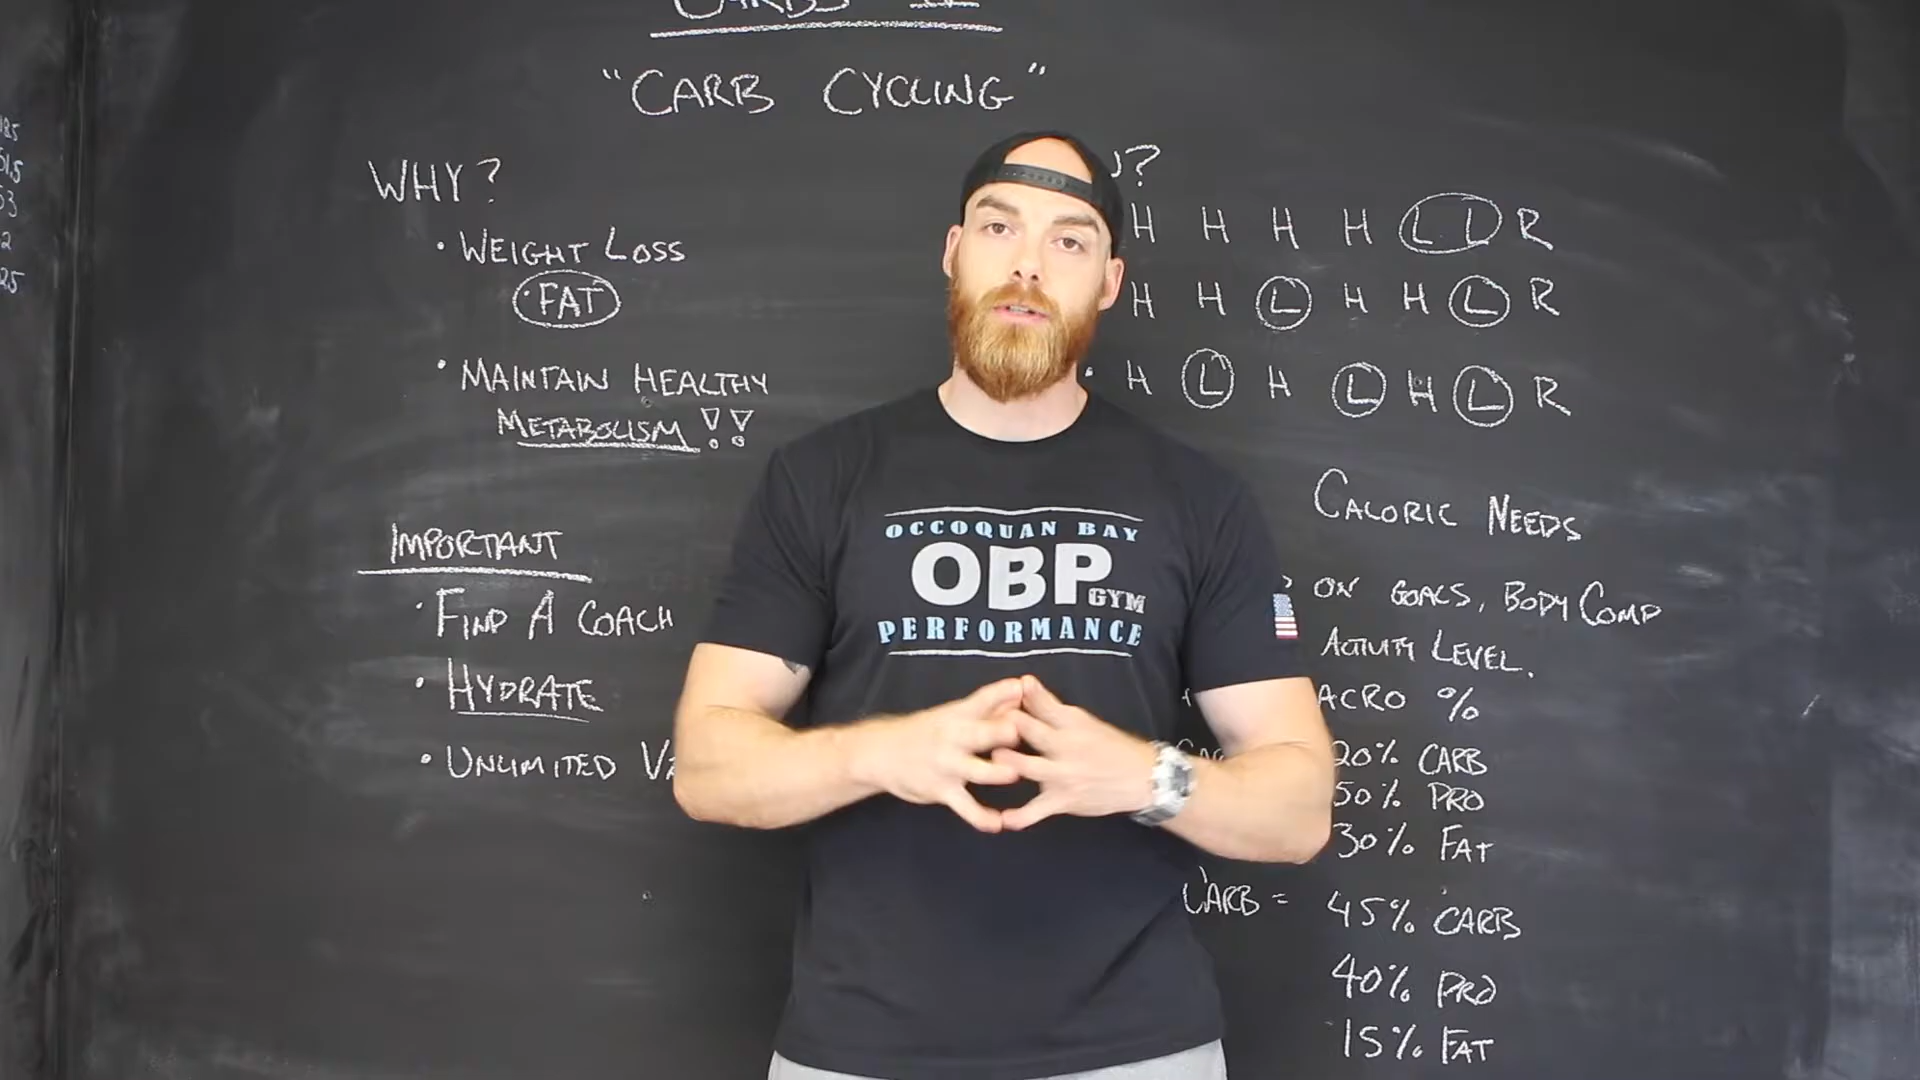 CARBS II
"CARB CYCLING"
WHY?
• WEIGHT LOSS
• FAT
• MAINTAIN HEALTHY
METABOLISM !!
IMPORTANT
• FIND A COACH
• HYDRATE
• UNLIMITED
?
H H H H L L R
H H L H H L R
• H L H L H L R
CALORIC NEEDS
ON GOALS, BODY COMP
ACTIVITY LEVEL.
ACRO %
20% CARB
50% PRO
30% FAT
CARB = 45% CARB
40% PRO
15% FAT
OCCOQUAN BAY
OBP
GYM
PERFORMANCE